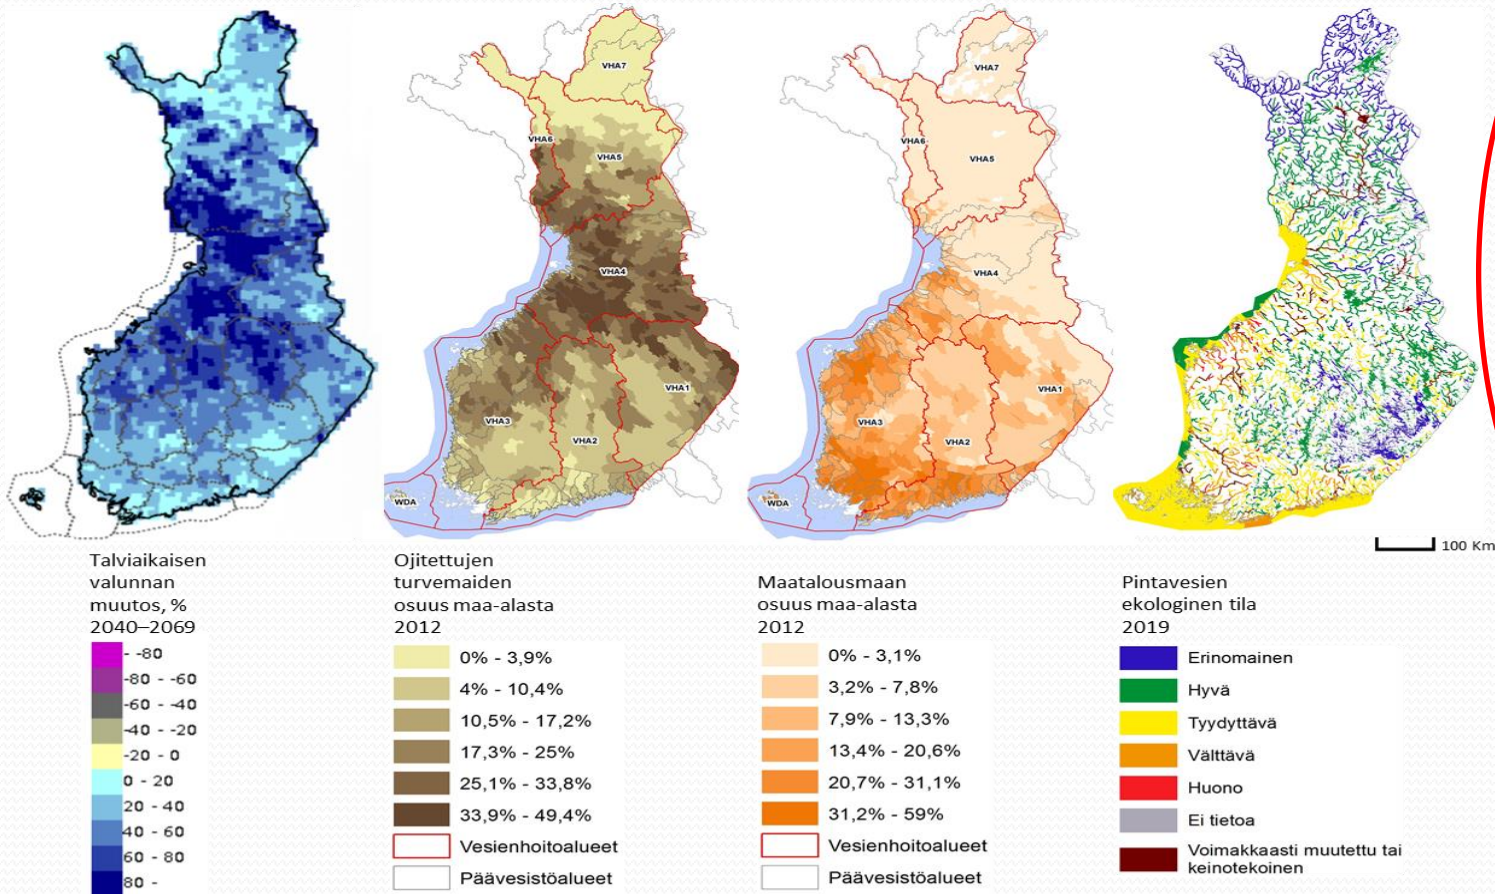 VHA7
VHA6
VHA5
VHA4
VHA1
VHA3
VHA2
WDA
VHA7
VHA6
VHA5
VHA4
VHA1
VHA3
VHA2
WDA
100 Km
Talviaikaisen
valunnan
muutos, %
2040–2069
- -80
-80 - -60
-60 - -40
-40 - -20
-20 - 0
0 - 20
20 - 40
40 - 60
60 - 80
80 -
Ojitettujen
turvemaiden
osuus maa-alasta
2012
0% - 3,9%
4% - 10,4%
10,5% - 17,2%
17,3% - 25%
25,1% - 33,8%
33,9% - 49,4%
Vesienhoitoalueet
Päävesistöalueet
Maatalousmaan
osuus maa-alasta
2012
0% - 3,1%
3,2% - 7,8%
7,9% - 13,3%
13,4% - 20,6%
20,7% - 31,1%
31,2% - 59%
Vesienhoitoalueet
Päävesistöalueet
Pintavesien
ekologinen tila
2019
Erinomainen
Hyvä
Tyydyttävä
Välttävä
Huono
Ei tietoa
Voimakkaasti muutettu tai
keinotekoinen